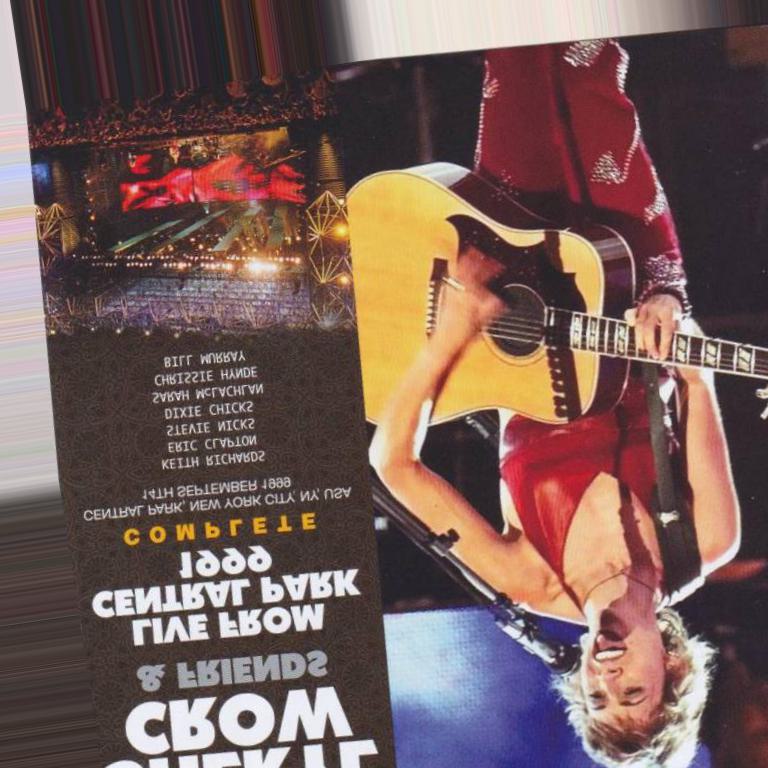 SHERYL
CROW
& FRIENDS
LIVE FROM
CENTRAL PARK
1999
COMPLETE
CENTRAL PARK, NEW YORK CITY, NY, USA
14TH SEPTEMBER 1999
KEITH RICHARDS
ERIC CLAPTON
STEVIE NICKS
DIXIE CHICKS
SARAH McLACHLAN
CHRISSIE HYNDE
BILL MURRAY